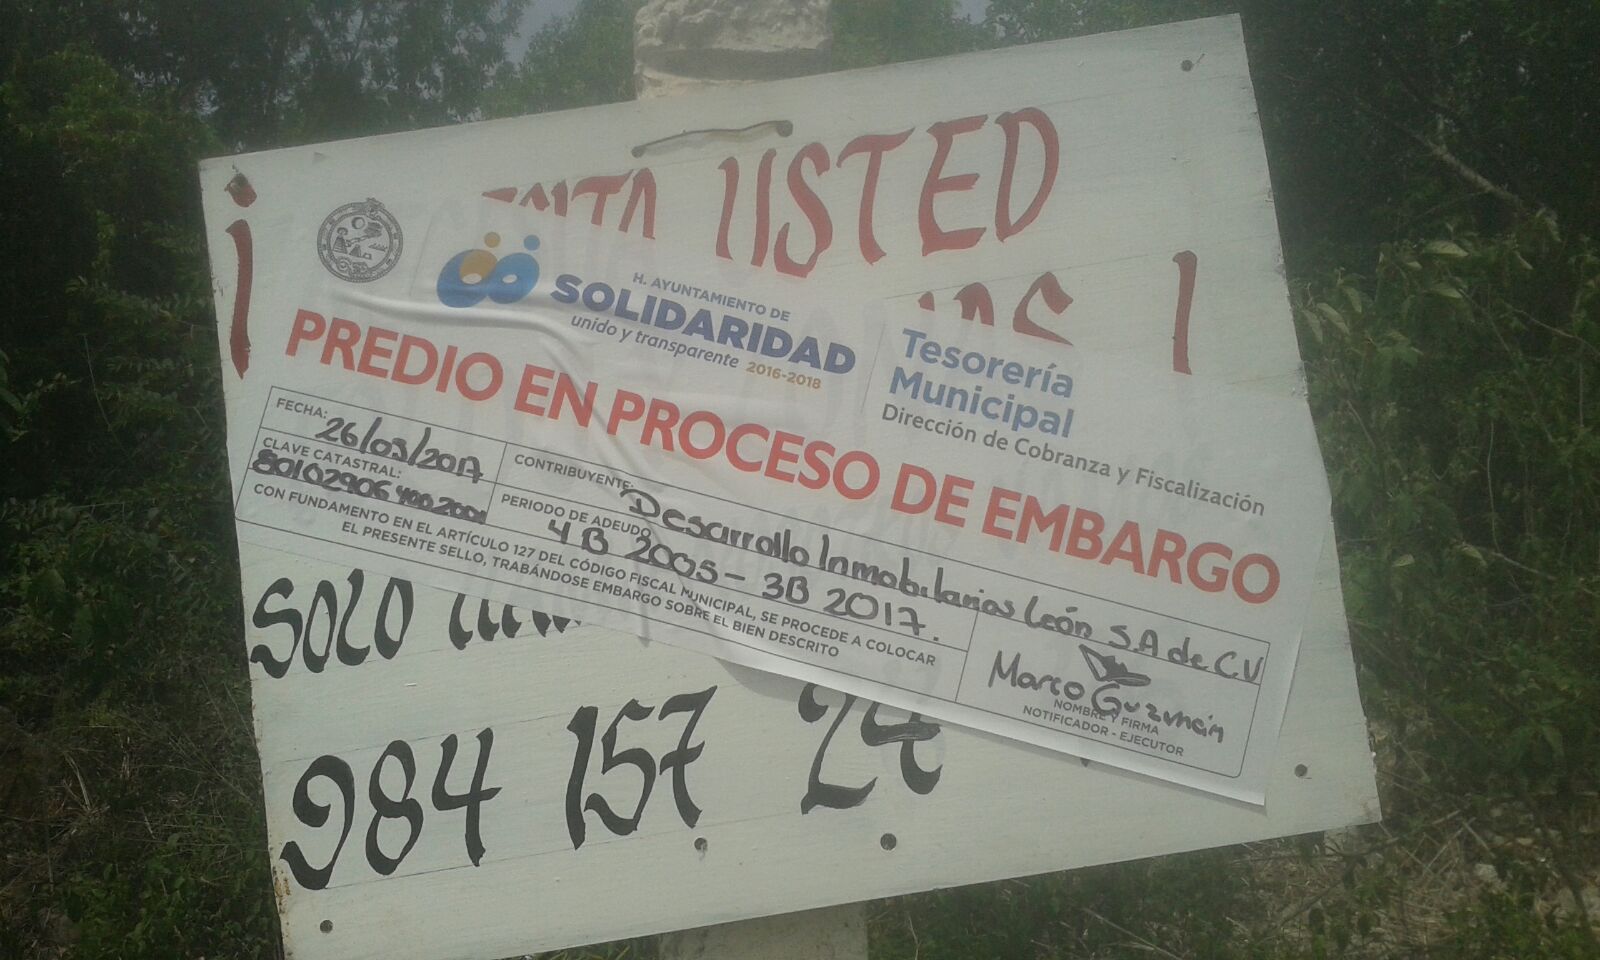 ¡ USTED
!
H. AYUNTAMIENTO DE
SOLIDARIDAD
unido y transparente 2016-2018
Tesorería
Municipal
Dirección de Cobranza y Fiscalización
PREDIO EN PROCESO DE EMBARGO
FECHA: 26/05/2017
CONTRIBUYENTE: Desarrollo Inmobiliarios León S.A de C.V
CLAVE CATASTRAL:
PERIODO DE ADEUDO 4B 2005 - 3B 2017.
CON FUNDAMENTO EN EL ARTÍCULO 127 DEL CÓDIGO FISCAL MUNICIPAL, SE PROCEDE A COLOCAR
EL PRESENTE SELLO, TRABÁNDOSE EMBARGO SOBRE EL BIEN DESCRITO
Marco Guzmán
NOMBRE Y FIRMA
NOTIFICADOR - EJECUTOR
SOLO
984 157 24